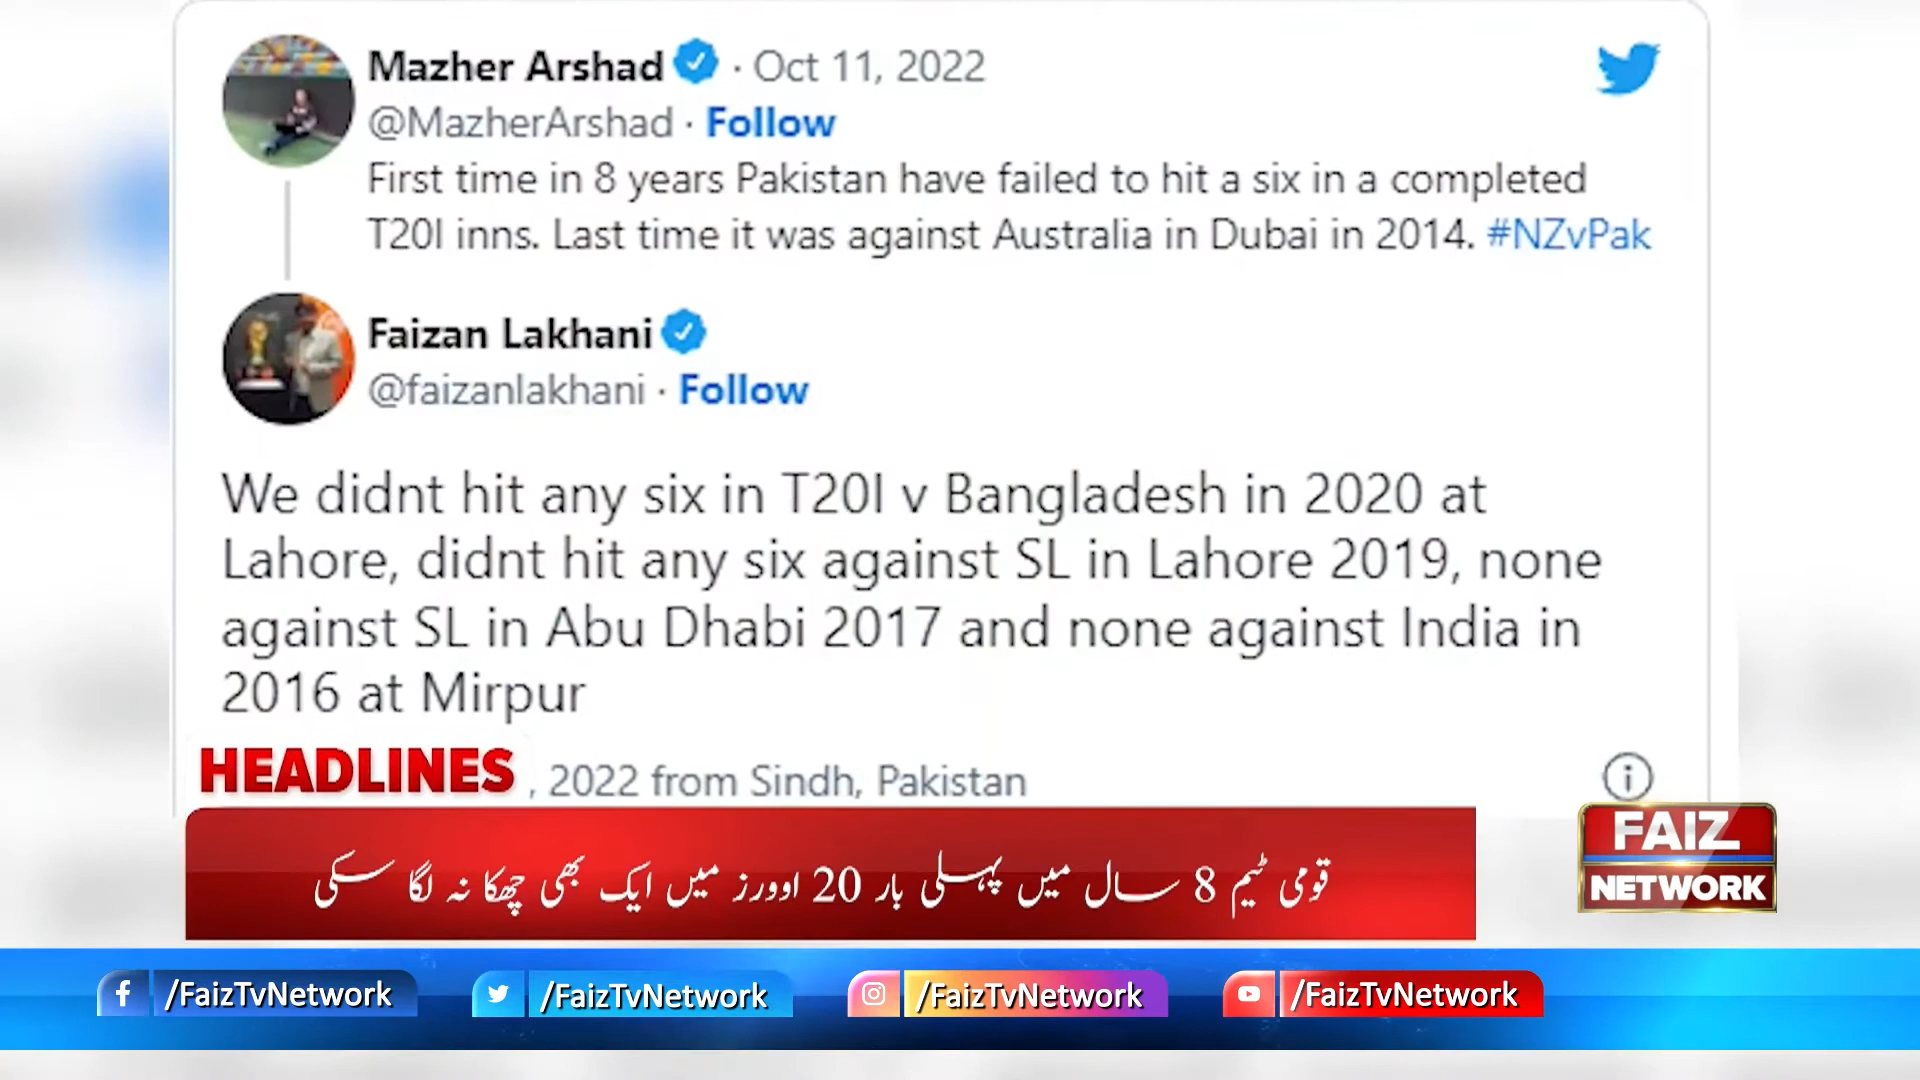 Mazher Arshad · Oct 11, 2022
@MazherArshad · Follow
First time in 8 years Pakistan have failed to hit a six in a completed
T20I inns. Last time it was against Australia in Dubai in 2014. #NZvPak
Faizan Lakhani
@faizanlakhani · Follow
We didnt hit any six in T20I v Bangladesh in 2020 at
Lahore, didnt hit any six against SL in Lahore 2019, none
against SL in Abu Dhabi 2017 and none against India in
2016 at Mirpur
HEADLINES , 2022 from Sindh, Pakistan
قومی ٹیم 8 سال میں پہلی بار 20 اوورز میں ایک بھی چھکا نہ لگا سکی
FAIZ
NETWORK
/FaizTvNetwork /FaizTvNetwork /FaizTvNetwork /FaizTvNetwork